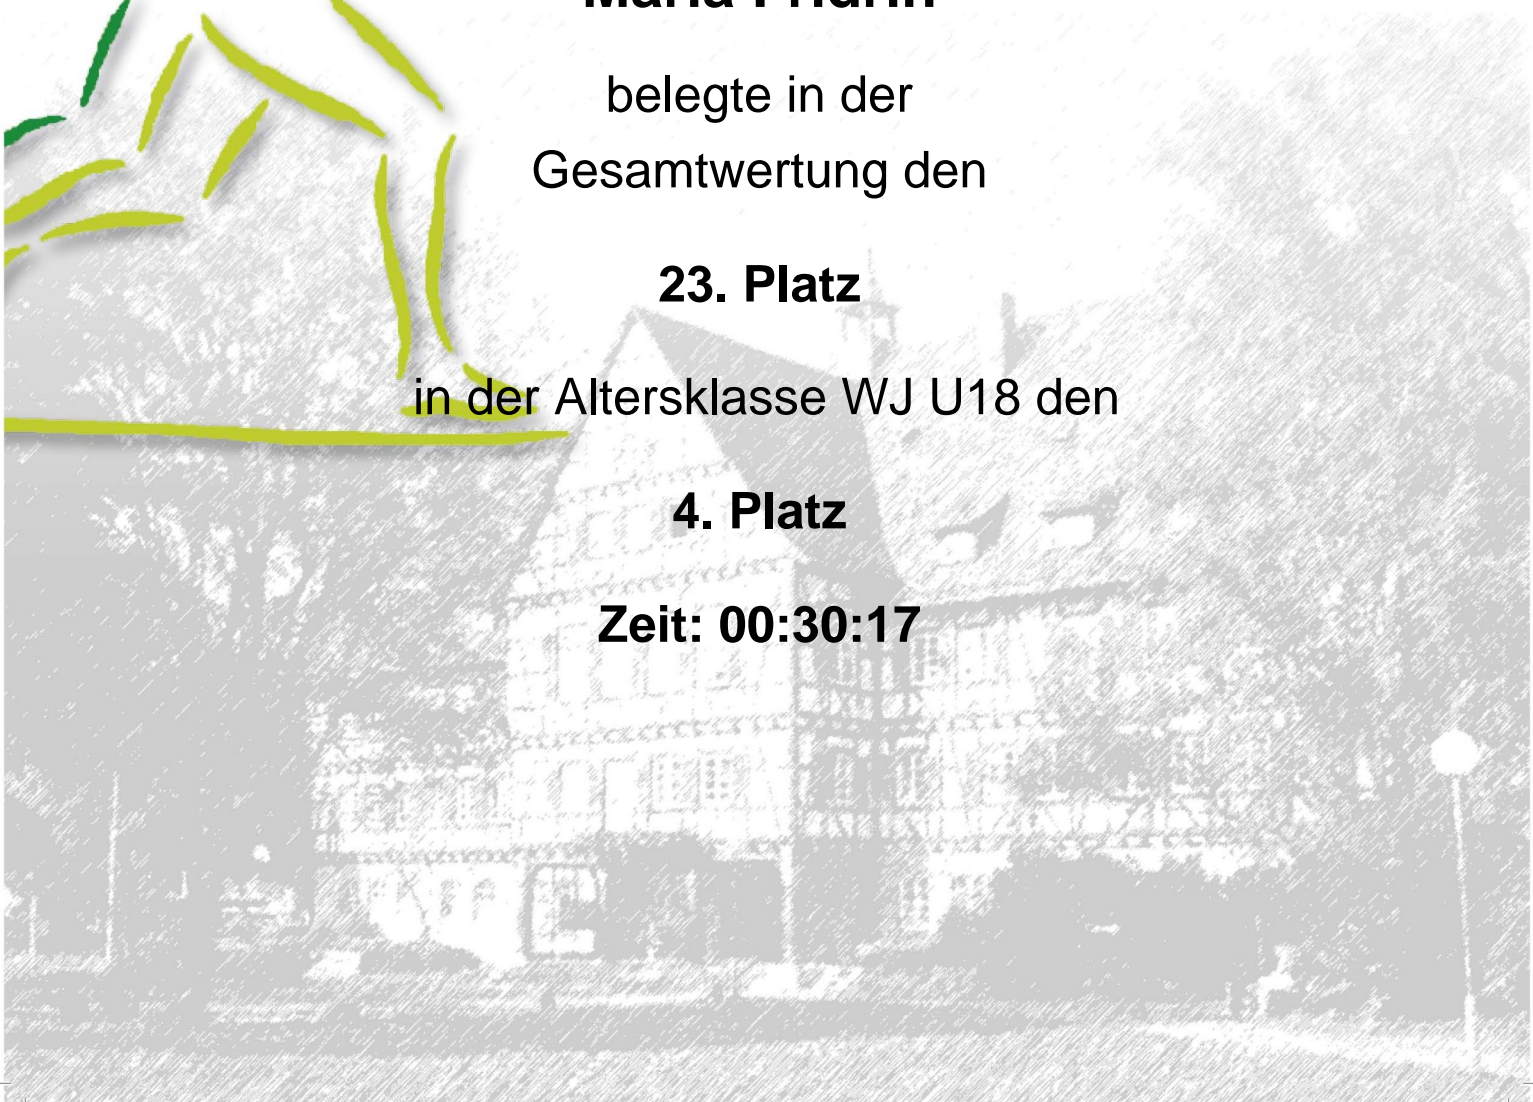 Maria
belegte in der
Gesamtwertung den
23. Platz
in der Altersklasse WJ U18 den
4. Platz
Zeit: 00:30:17